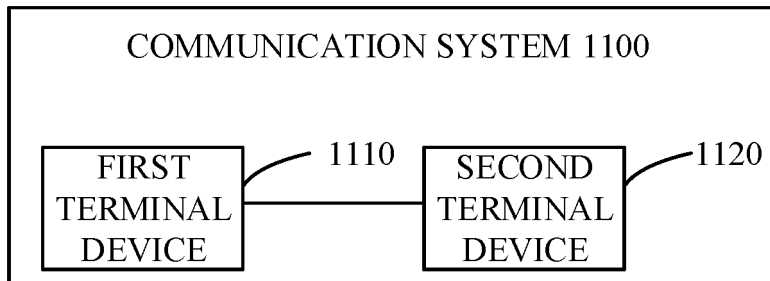 COMMUNICATION SYSTEM 1100
FIRST
TERMINAL
DEVICE
1110
SECOND
TERMINAL
DEVICE
1120